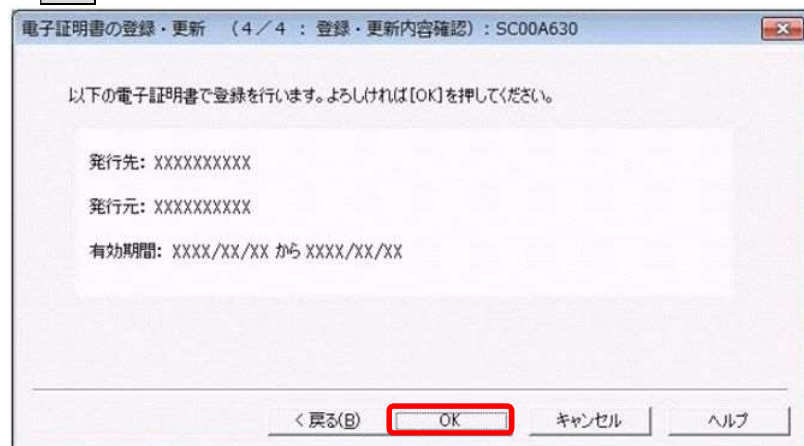 電子証明書の登録・更新 （4／4 ： 登録・更新内容確認）: SC00A630
以下の電子証明書で登録を行います。よろしければ[OK]を押してください。
発行先: XXXXXXXXXX
発行元: XXXXXXXXXX
有効期間: XXXX/XX/XX から XXXX/XX/XX
< 戻る(B) OK キャンセル ヘルプ